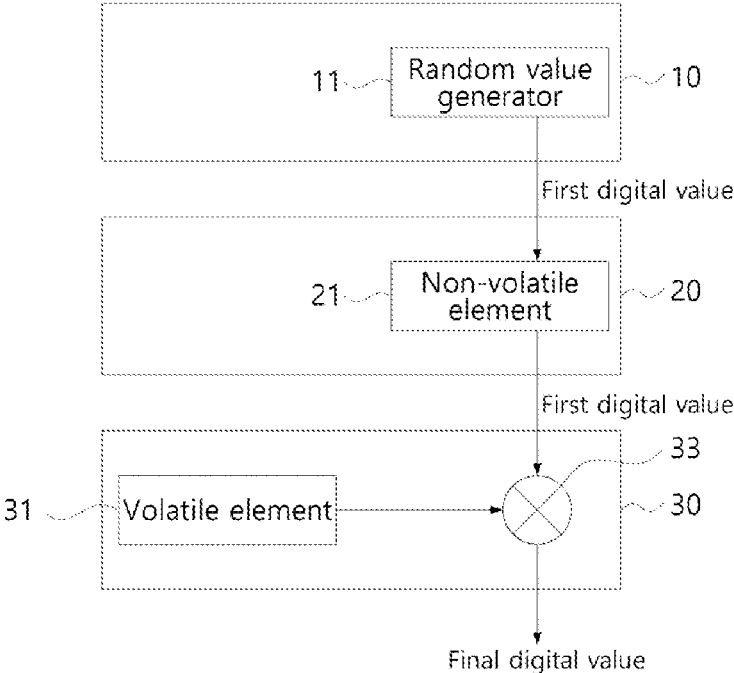 Random value
generator
11
10
First digital value
Non-volatile
element
21
20
First digital value
33
31
Volatile element
30
Final digital value